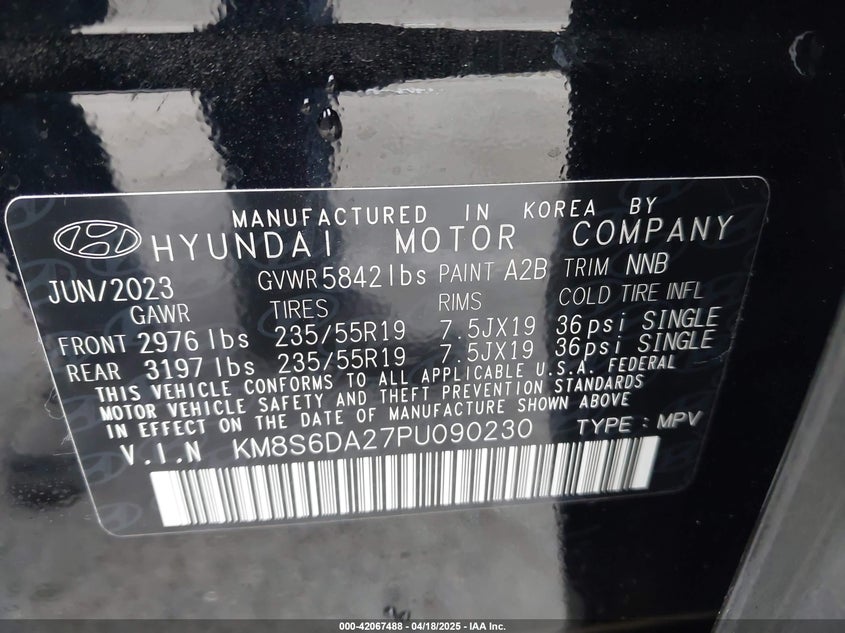 MANUFACTURED IN KOREA BY
HYUNDAI MOTOR COMPANY
JUN/2023 GVWR 5842 lbs PAINT A2B TRIM NNB
GAWR TIRES RIMS COLD TIRE INFL
FRONT 2976 lbs 235/55R19 7.5JX19 36psi SINGLE
REAR 3197 lbs 235/55R19 7.5JX19 36psi SINGLE
THIS VEHICLE CONFORMS TO ALL APPLICABLE U.S.A. FEDERAL
MOTOR VEHICLE SAFETY AND THEFT PREVENTION STANDARDS
IN EFFECT ON THE DATE OF MANUFACTURE SHOWN ABOVE
V.I.N KM8S6DA27PU090230 TYPE : MPV
000-42067488 - 04/18/2025 - IAA Inc.